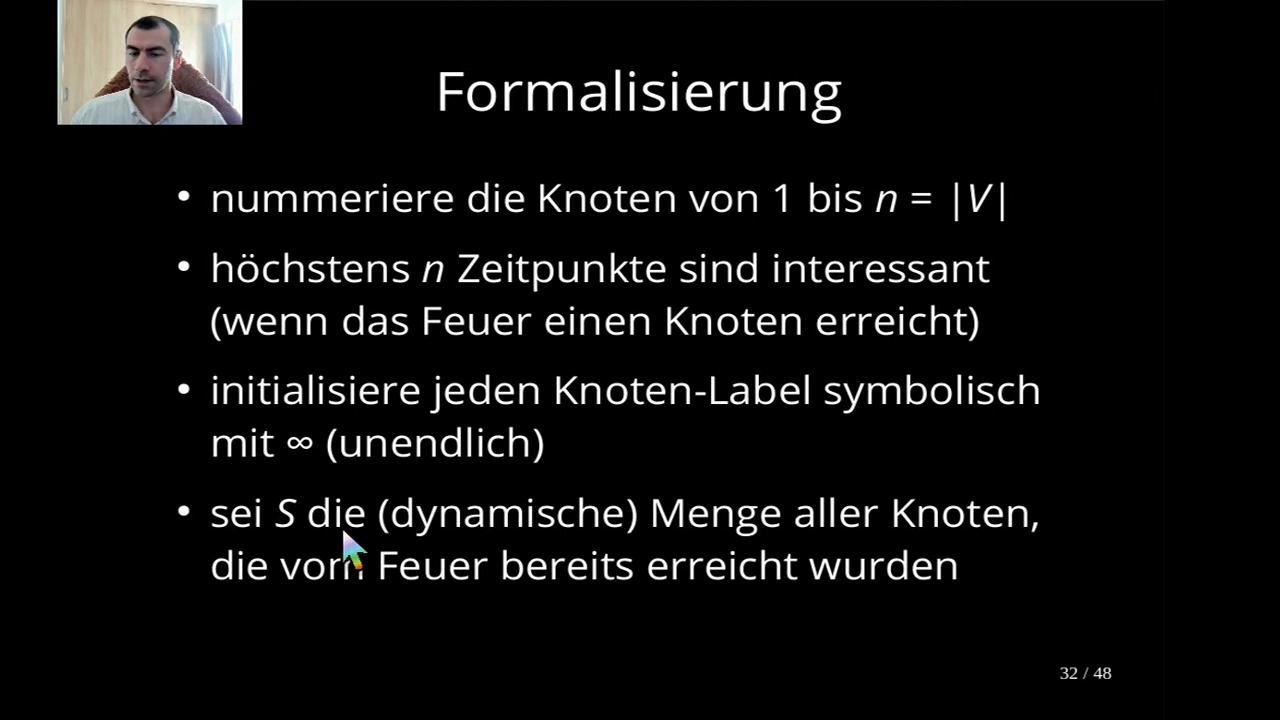 Formalisierung
• nummeriere die Knoten von 1 bis n = |V|
• höchstens n Zeitpunkte sind interessant
(wenn das Feuer einen Knoten erreicht)
• initialisiere jeden Knoten-Label symbolisch
mit ∞ (unendlich)
• sei S die (dynamische) Menge aller Knoten,
die vom Feuer bereits erreicht wurden
32 / 48